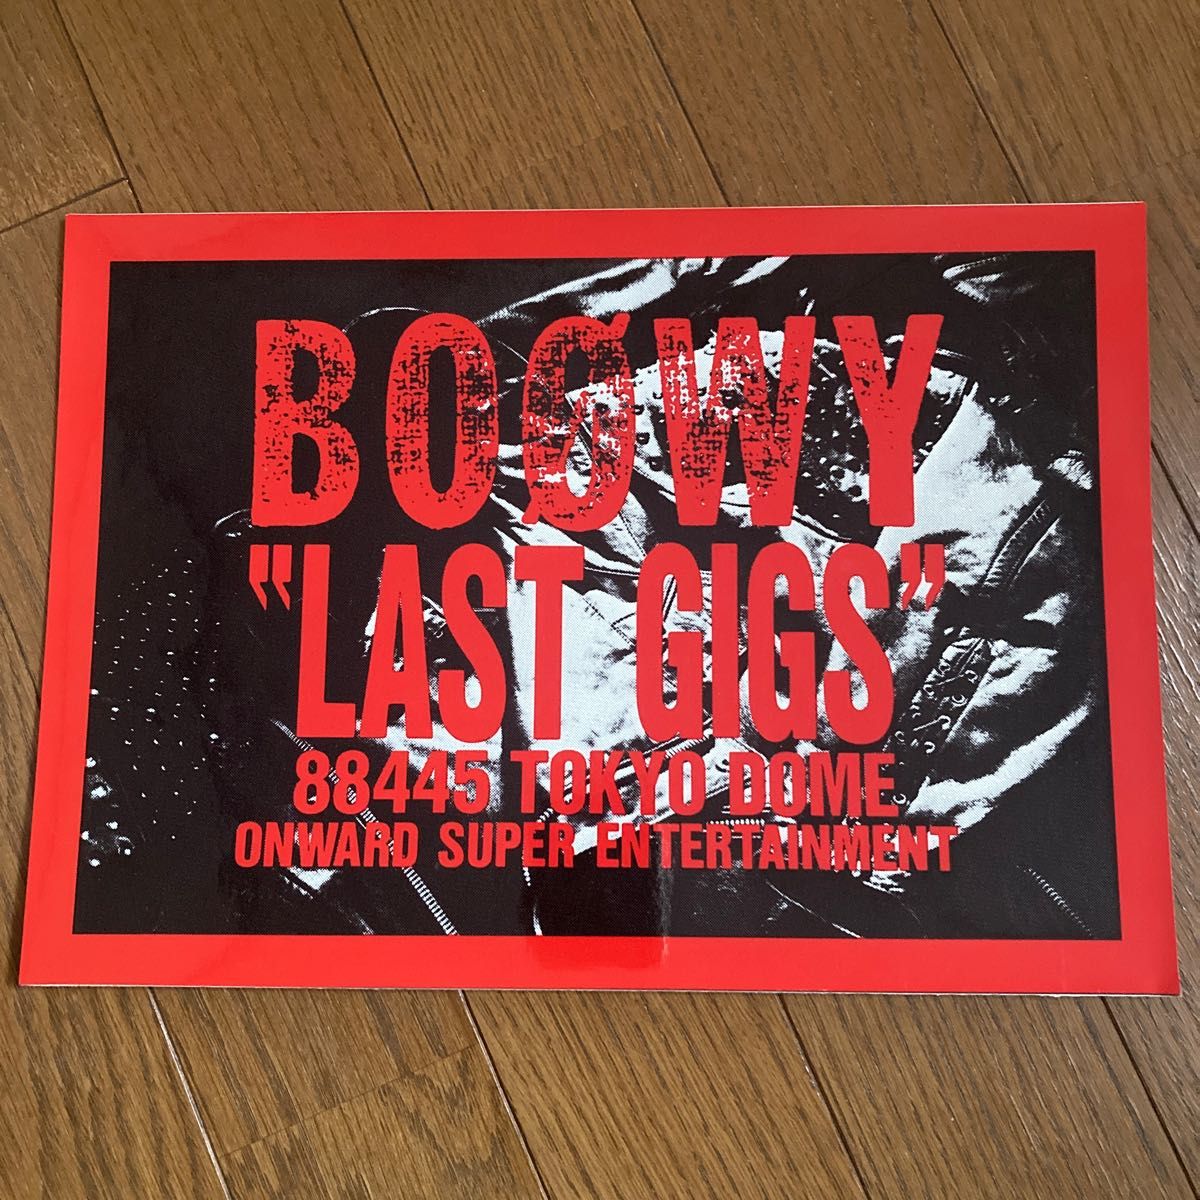 BOØWY
"LAST GIGS"
88445 TOKYO DOME
ONWARD SUPER ENTERTAINMENT